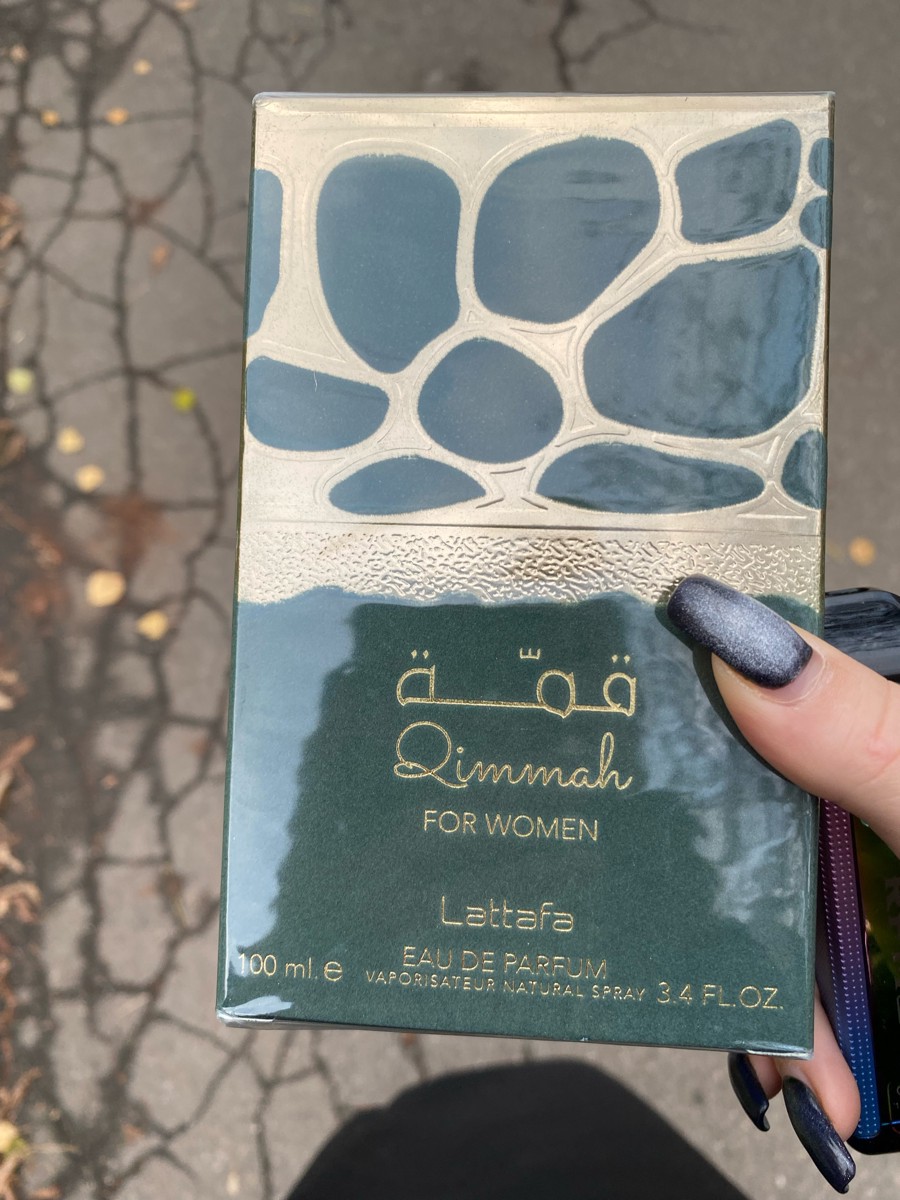 قمّة
Qimmah
FOR WOMEN
Lattafa
EAU DE PARFUM
VAPORISATEUR NATURAL SPRAY
100 ml. e
3.4 FL.OZ.